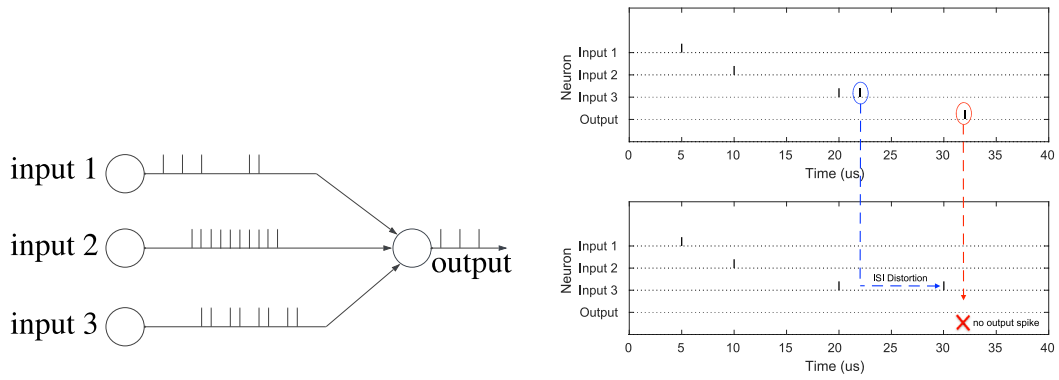 input 1
input 2
input 3
output
Neuron
Input 1
Input 2
Input 3
Output
0 5 10 15 20 25 30 35 40
Time (us)
Neuron
Input 1
Input 2
Input 3
Output
ISI Distortion
no output spike
0 5 10 15 20 25 30 35 40
Time (us)